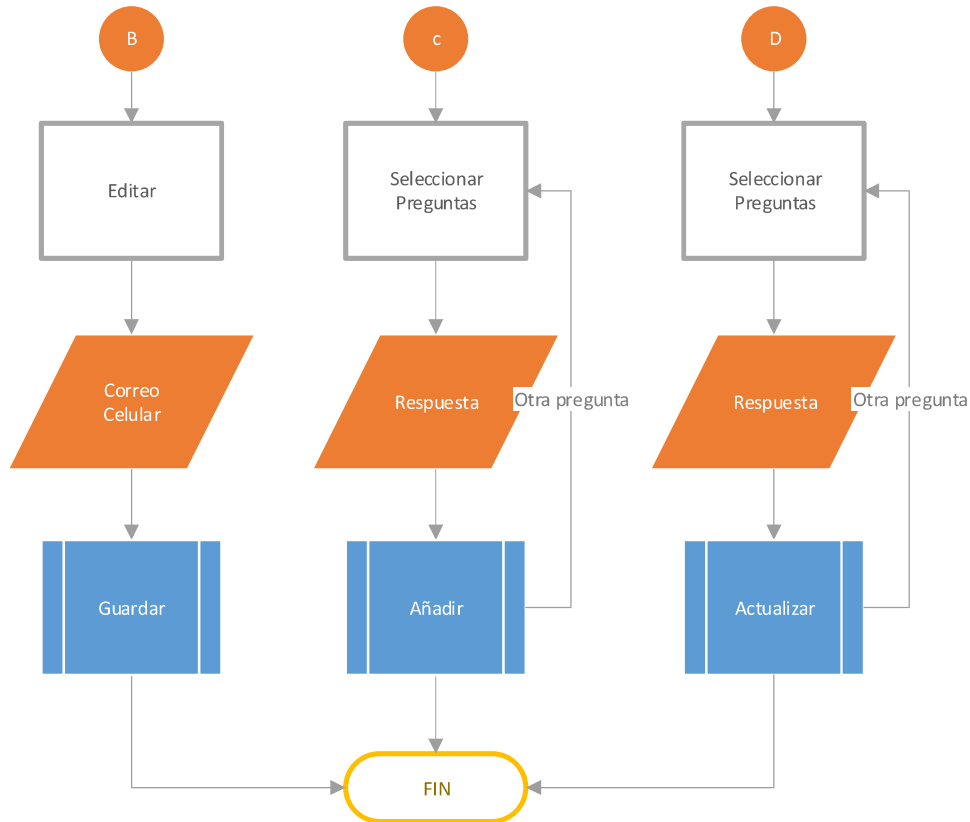 B
c
D
Editar
Seleccionar
Preguntas
Seleccionar
Preguntas
Correo
Celular
Respuesta
Otra pregunta
Respuesta
Otra pregunta
Guardar
Añadir
Actualizar
FIN